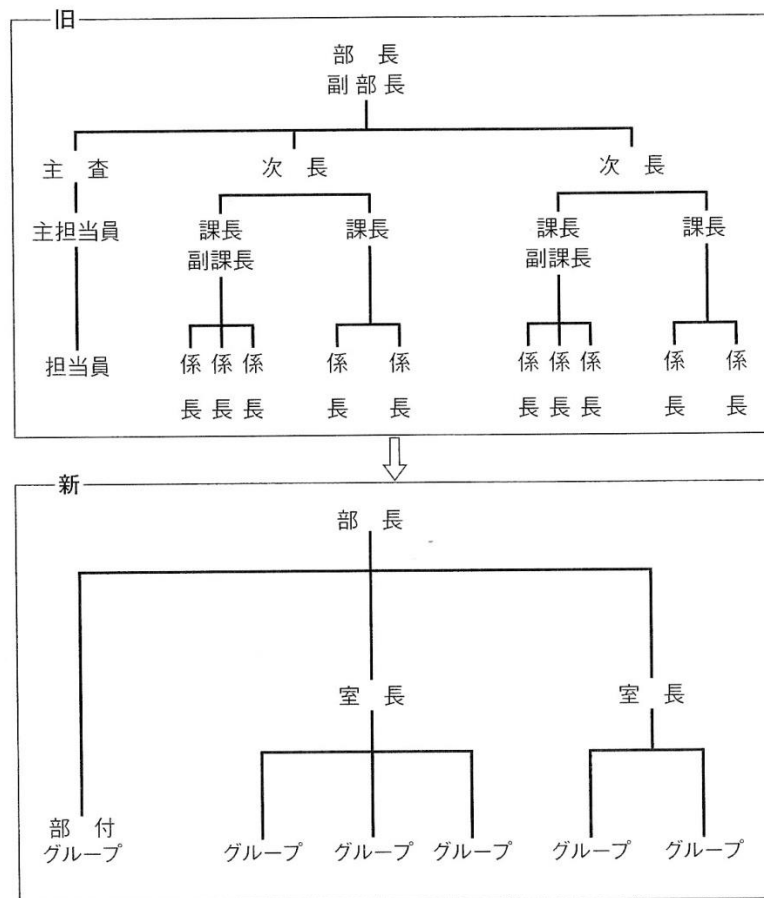 旧
部 長
副 部 長
主 査 次 長 次 長
主担当員 課長 課長 課長 課長
副課長 副課長
担当員 係長 係長 係長 係長 係長 係長 係長 係長 係長 係長
新
部 長
室 長 室 長
部 付
グループ グループ グループ グループ グループ グループ